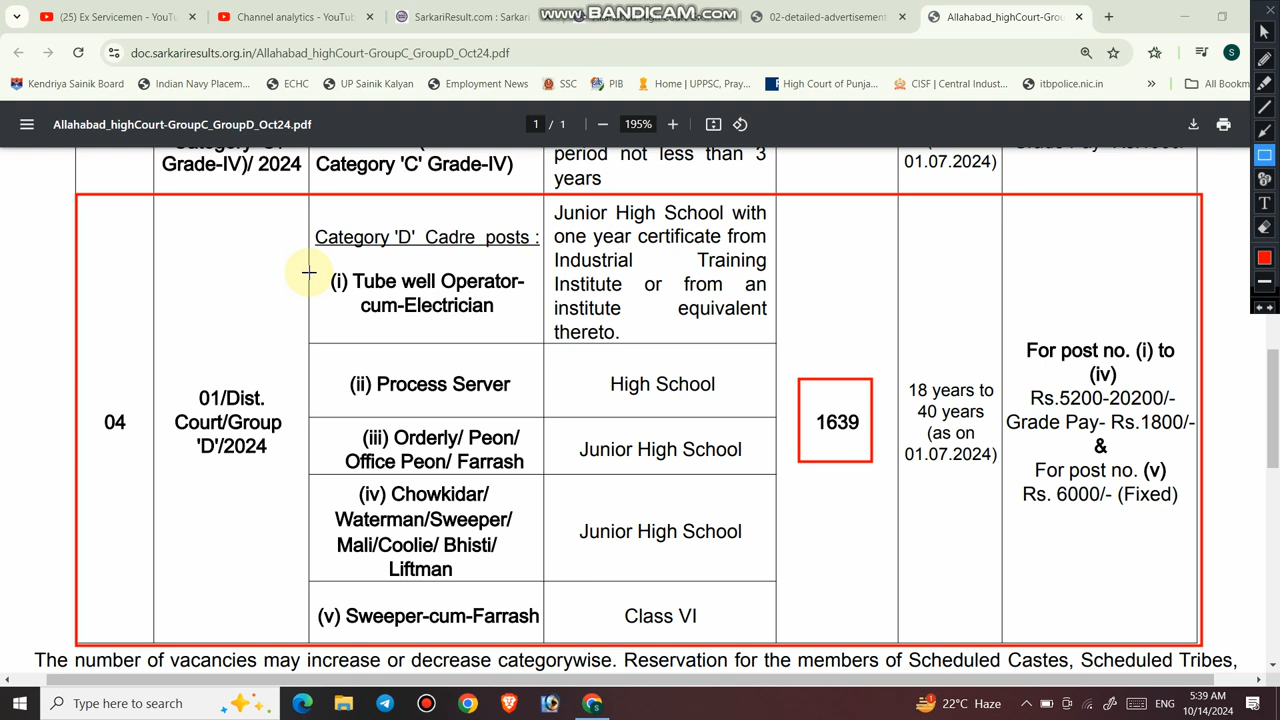 WWW.BANDICAM.COM
(25) Ex Servicemen - YouTu
Channel analytics - YouTub
SarkariResult.com : Sarkari
02-detailed-advertisement
Allahabad_highCourt-Grou
doc.sarkariresults.org.in/Allahabad_highCourt-GroupC_GroupD_Oct24.pdf
S
Kendriya Sainik Board
Indian Navy Placem...
ECHC
UP Sainik Kalyan
Employment News
SSC
PIB
Home | UPPSC, Pray...
High Court of Punja...
CISF | Central Indust...
itbpolice.nic.in
All Bookm
Allahabad_highCourt-GroupC_GroupD_Oct24.pdf
1 / 1
195%
Grade-IV)/ 2024
Category 'C' Grade-IV)
period not less than 3
years
01.07.2024)
04
01/Dist.
Court/Group
'D'/2024
Category 'D' Cadre posts :
(i) Tube well Operator-
cum-Electrician
Junior High School with
one year certificate from
Industrial Training
Institute or from an
institute equivalent
thereto.
(ii) Process Server
High School
(iii) Orderly/ Peon/
Office Peon/ Farrash
Junior High School
(iv) Chowkidar/
Waterman/Sweeper/
Mali/Coolie/ Bhisti/
Liftman
Junior High School
(v) Sweeper-cum-Farrash
Class VI
1639
18 years to
40 years
(as on
01.07.2024)
For post no. (i) to
(iv)
Rs.5200-20200/-
Grade Pay- Rs.1800/-
&
For post no. (v)
Rs. 6000/- (Fixed)
The number of vacancies may increase or decrease categorywise. Reservation for the members of Scheduled Castes, Scheduled Tribes,
Type here to search
22°C Haze
ENG
5:39 AM
10/14/2024